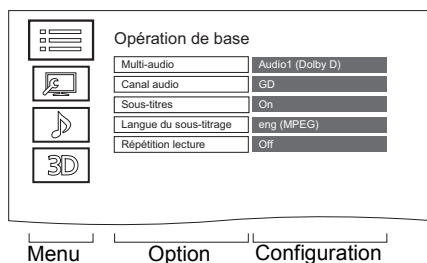 Opération de base
Multi-audio Audio1 (Dolby D)
Canal audio GD
Sous-titres On
Langue du sous-titrage eng (MPEG)
Répétition lecture Off
3D
Menu Option Configuration